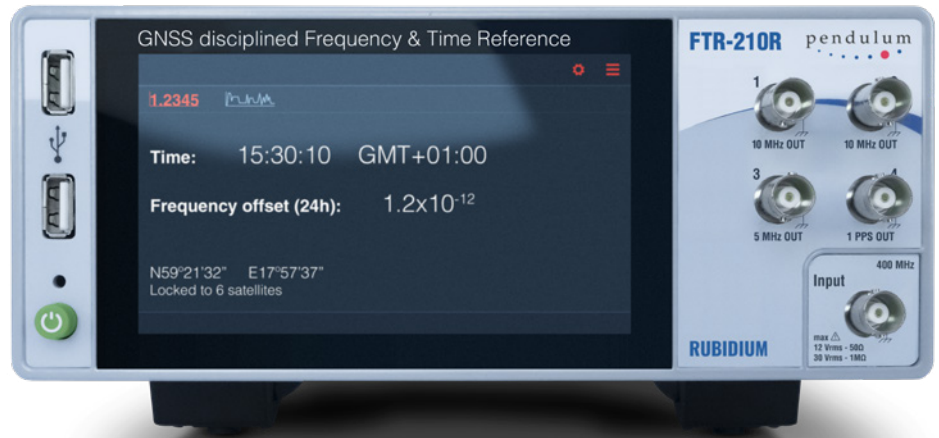 GNSS disciplined Frequency & Time Reference
1.2345
Time: 15:30:10 GMT+01:00
Frequency offset (24h): 1.2x10⁻¹²
N59°21'32" E17°57'37"
Locked to 6 satellites
FTR-210R
pendulum
1
10 MHz OUT
10 MHz OUT
3
4
5 MHz OUT
1 PPS OUT
400 MHz
Input
max
12 Vrms - 50Ω
30 Vrms - 1MΩ
RUBIDIUM